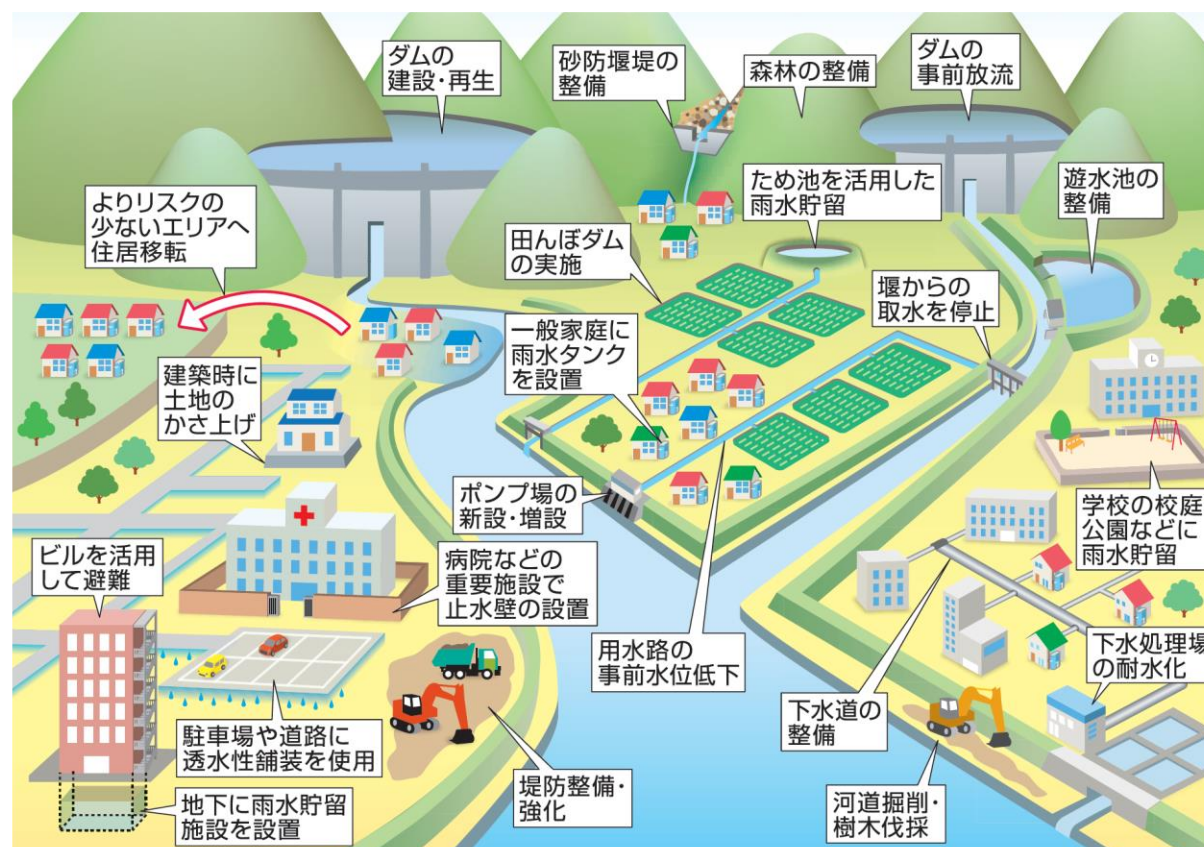 ダムの
建設・再生
砂防堰堤の
整備
森林の整備
ダムの
事前放流
よりリスクの
少ないエリアへ
住居移転
ため池を活用した
雨水貯留
遊水池の
整備
田んぼダム
の実施
堰からの
取水を停止
一般家庭に
雨水タンク
を設置
建築時に
土地の
かさ上げ
ポンプ場の
新設・増設
学校の校庭
公園などに
雨水貯留
ビルを活用
して避難
病院などの
重要施設で
止水壁の設置
用水路の
事前水位低下
下水処理場
の耐水化
下水道の
整備
駐車場や道路に
透水性舗装を使用
堤防整備・
強化
河道掘削・
樹木伐採
地下に雨水貯留
施設を設置